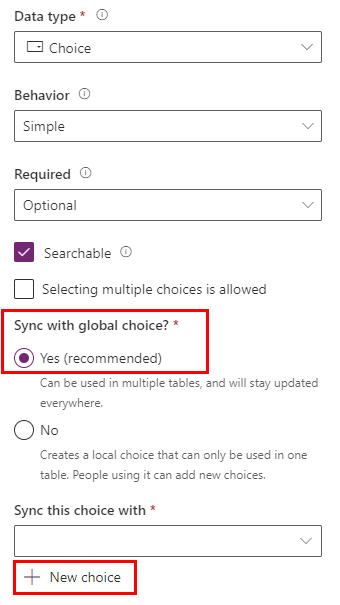 Data type *
Choice
Behavior
Simple
Required
Optional
Searchable
Selecting multiple choices is allowed
Sync with global choice? *
Yes (recommended)
Can be used in multiple tables, and will stay updated
everywhere.
No
Creates a local choice that can only be used in one
table. People using it can add new choices.
Sync this choice with *
New choice